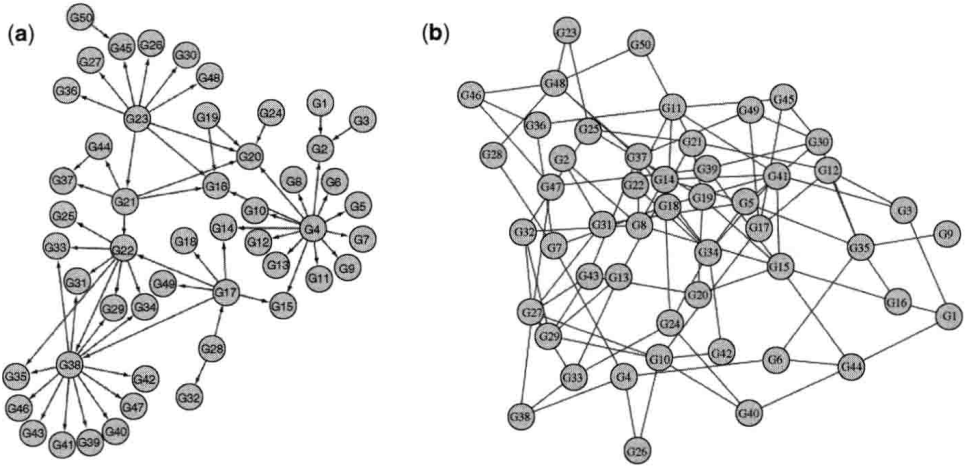 (a)
G50
G45
G26
G27
G30
G48
G36
G23
G19
G24
G1
G3
G44
G20
G2
G37
G16
G8
G6
G21
G10
G5
G25
G4
G18
G14
G12
G7
G33
G22
G13
G9
G31
G11
G49
G17
G29
G34
G15
G28
G38
G35
G42
G32
G46
G47
G43
G41
G39
G40
(b)
G23
G50
G48
G46
G11
G45
G49
G36
G25
G21
G30
G28
G2
G37
G39
G12
G14
G41
G47
G22
G19
G5
G3
G18
G32
G31
G8
G17
G9
G7
G34
G35
G15
G43
G13
G20
G16
G27
G1
G24
G29
G10
G42
G6
G44
G33
G4
G38
G40
G26